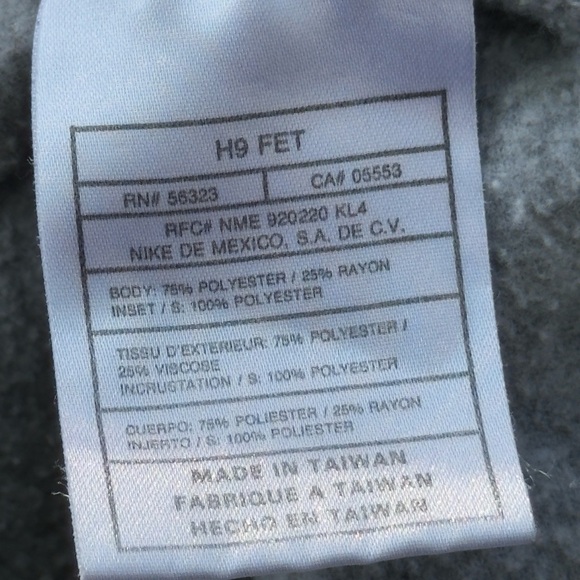 H9 FET
RN# 56323 CA# 05553
RFC# NME 920220 KL4
NIKE DE MEXICO, S.A. DE C.V.
BODY: 75% POLYESTER / 25% RAYON
INSET / S: 100% POLYESTER
TISSU D'EXTERIEUR: 75% POLYESTER /
25% VISCOSE
INCRUSTATION / S: 100% POLYESTER
CUERPO: 75% POLIESTER / 25% RAYON
INJERTO / S: 100% POLIESTER
MADE IN TAIWAN
FABRIQUE A TAIWAN
HECHO EN TAIWAN